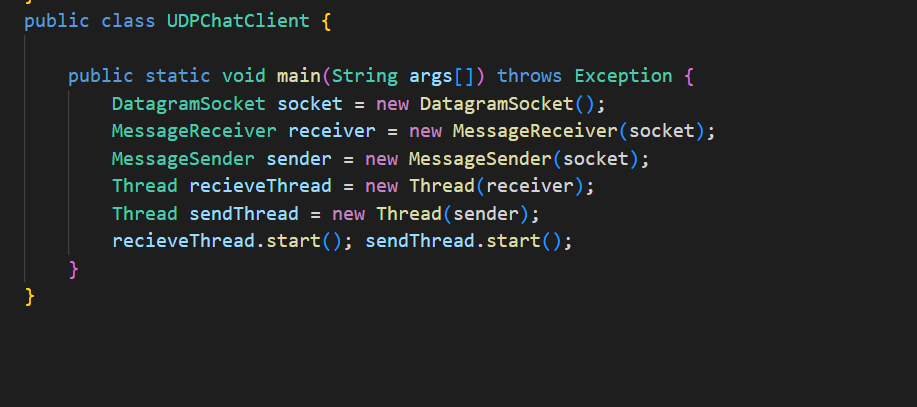 }
public class UDPChatClient {
public static void main(String args[]) throws Exception {
DatagramSocket socket = new DatagramSocket();
MessageReceiver receiver = new MessageReceiver(socket);
MessageSender sender = new MessageSender(socket);
Thread recieveThread = new Thread(receiver);
Thread sendThread = new Thread(sender);
recieveThread.start(); sendThread.start();
}
}